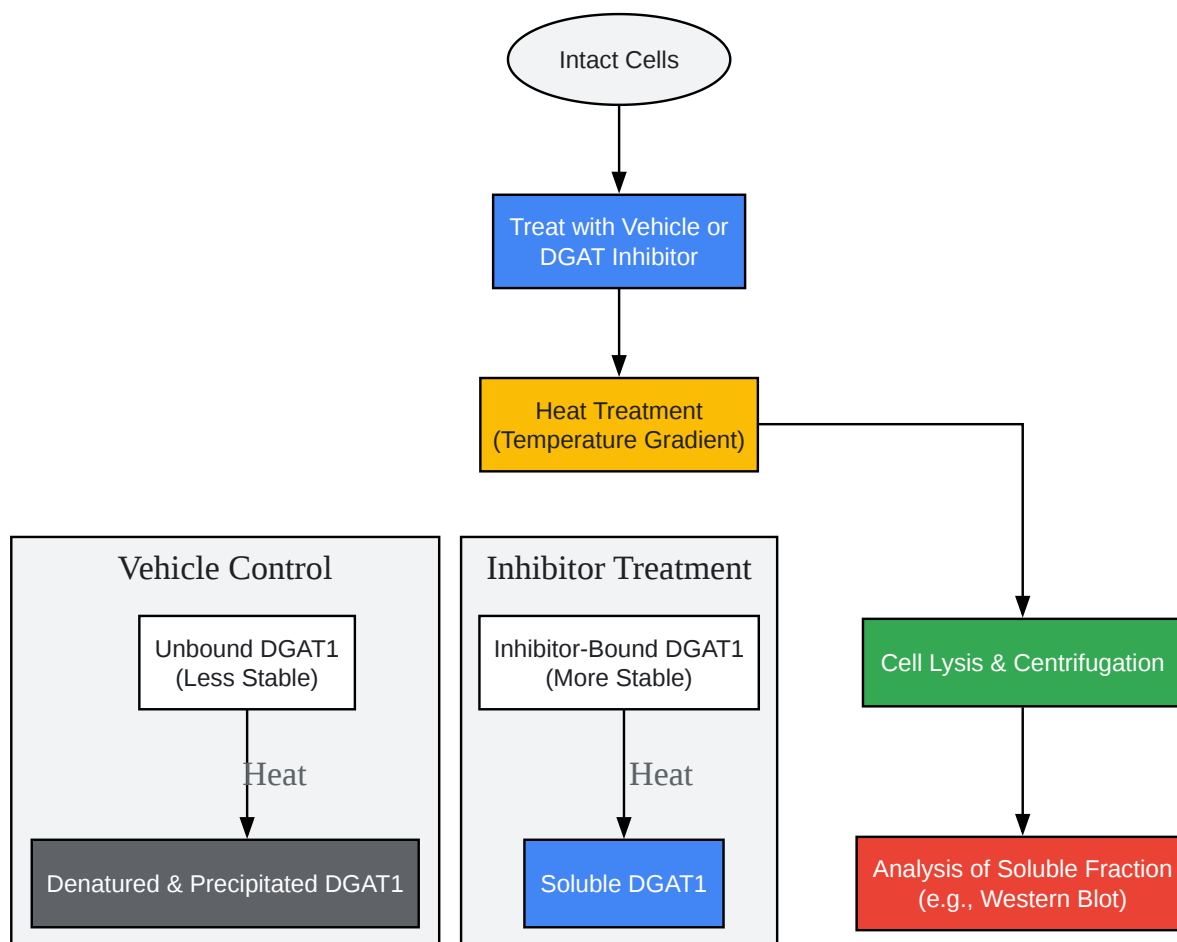 Intact Cells
Treat with Vehicle or
DGAT Inhibitor
Heat Treatment
(Temperature Gradient)
Vehicle Control
Unbound DGAT1
(Less Stable)
Heat
Denatured & Precipitated DGAT1
Inhibitor Treatment
Inhibitor-Bound DGAT1
(More Stable)
Heat
Soluble DGAT1
Cell Lysis & Centrifugation
Analysis of Soluble Fraction
(e.g., Western Blot)